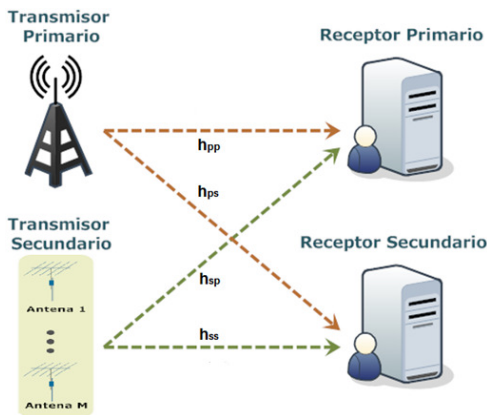 Transmisor
Primario
Receptor Primario
hpp
hps
Transmisor
Secundario
Receptor Secundario
hsp
Antena 1
hss
Antena M